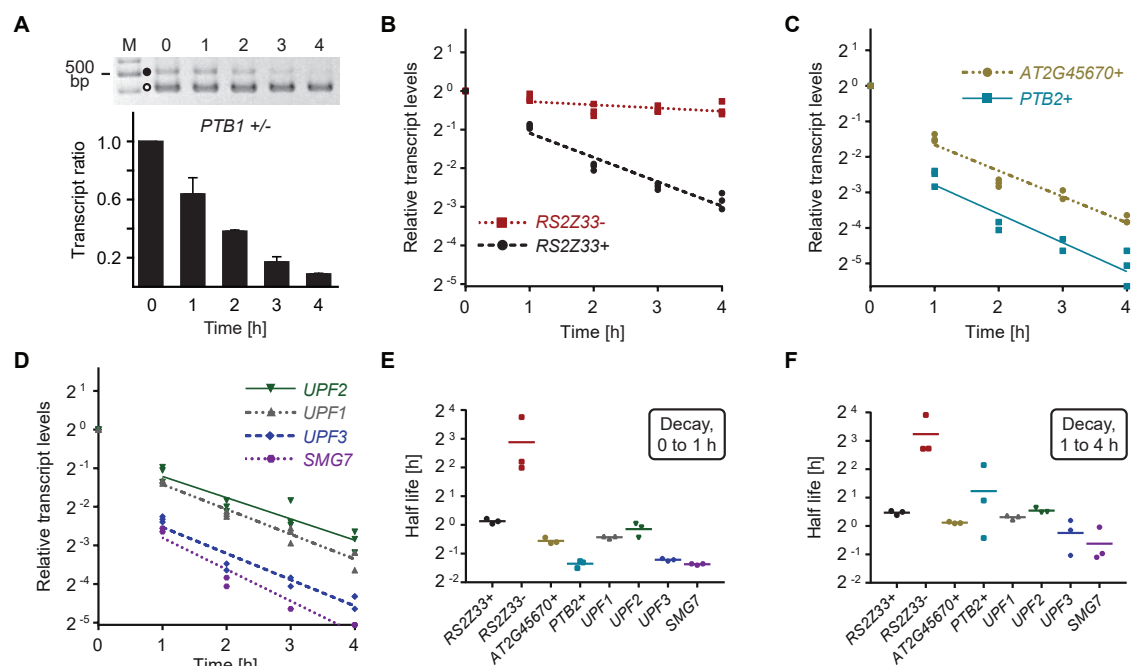 A
M 0 1 2 3 4
500
bp
PTB1 +/-
Transcript ratio
1.0
0.6
0.2
0 1 2 3 4
Time [h]
B
Relative transcript levels
2 1
2 0
2 -1
2 -2
2 -3
2 -4
2 -5
RS2Z33-
RS2Z33+
0 1 2 3 4
Time [h]
C
Relative transcript levels
2 1
2 0
2 -1
2 -2
2 -3
2 -4
2 -5
AT2G45670+
PTB2+
0 1 2 3 4
Time [h]
D
Relative transcript levels
2 1
2 0
2 -1
2 -2
2 -3
2 -4
2 -5
UPF2
UPF1
UPF3
SMG7
0 1 2 3 4
Time [h]
E
Half life [h]
2 4
2 3
2 2
2 1
2 0
2 -1
2 -2
Decay,
0 to 1 h
RS2Z33+
RS2Z33-
AT2G45670+
PTB2+
UPF1
UPF2
UPF3
SMG7
F
Half life [h]
2 4
2 3
2 2
2 1
2 0
2 -1
2 -2
Decay,
1 to 4 h
RS2Z33+
RS2Z33-
AT2G45670+
PTB2+
UPF1
UPF2
UPF3
SMG7